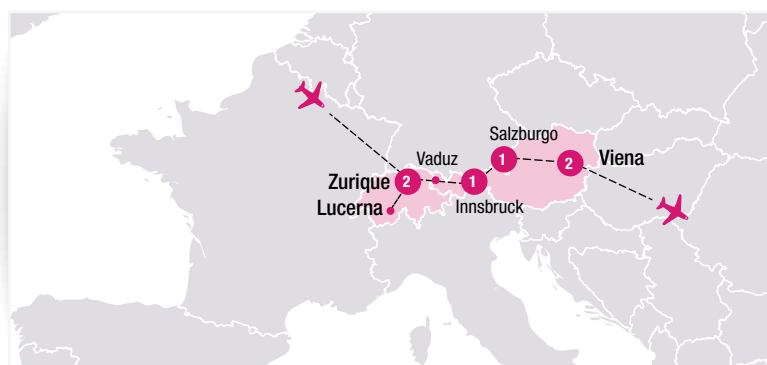 Salzburgo
1
2
Viena
Vaduz
Zurique
2
1
Lucerna
Innsbruck